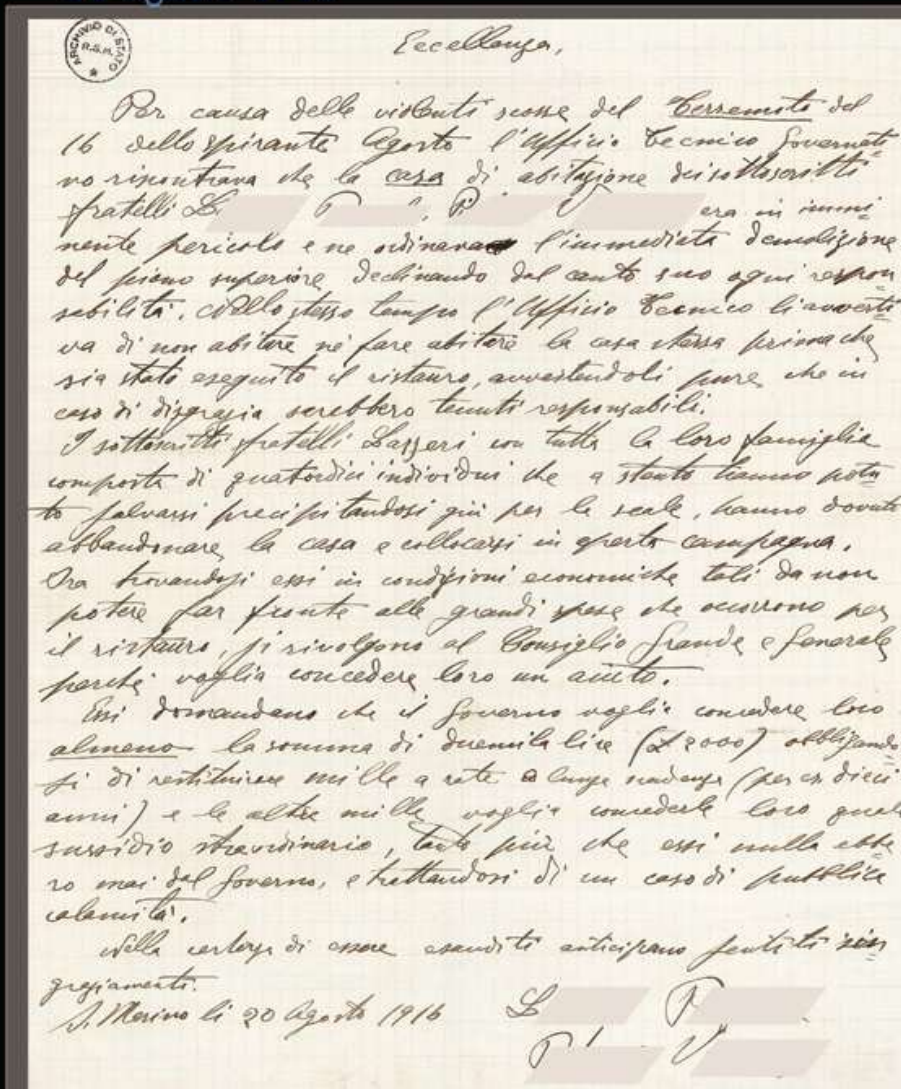 ARCHIVIO DI STATO
R.S.M.
Eccellenza,
Per causa delle violenti scosse del Terremoto del
16 dello spirante Agosto l'Ufficio Tecnico Governati=
vo riscontrava che la casa di abitazione dei sottoscritti
fratelli L T P. V era in immi=
nente pericolo e ne ordinava l'immediata demolizione
del piano superiore declinando dal canto suo ogni respon
sabilità. Nello stesso tempo l'Ufficio Tecnico li avverti=
va di non abitare nè fare abitare la casa stessa prima che
sia stato eseguito il ristauro, avvertendoli pure che in
caso di disgrazia sarebbero tenuti responsabili.
I sottoscritti fratelli Lazzeri con tutta la loro famiglia
composta di quatordici individui che a stento hanno potu
to salvarsi precipitandosi giù per le scale, hanno dovuto
abbandonare la casa e collocarsi in aperta campagna.
Ora trovandosi essi in condizioni economiche tali da non
potere far fronte alle grandi spese che occorrono per
il ristauro, si rivolgono al Consiglio Grande e Generale
perchè voglia concedere loro un aiuto.
Essi domandano che il Governo voglia concedere loro
almeno la somma di duemila lire (£2000) obbligando=
si di restituirne mille a rate a lunga scadenza (per es. dieci
anni) e le altre mille voglia concederle loro quale
sussidio straordinario, tanto più che essi nulla ebbe
ro mai dal Governo, e trattandosi di un caso di pubblica
calamità.
Nella certezza di essere esauditi anticipano sentiti rin
graziamenti.
S. Marino li 20 Agosto 1916 L T
P V